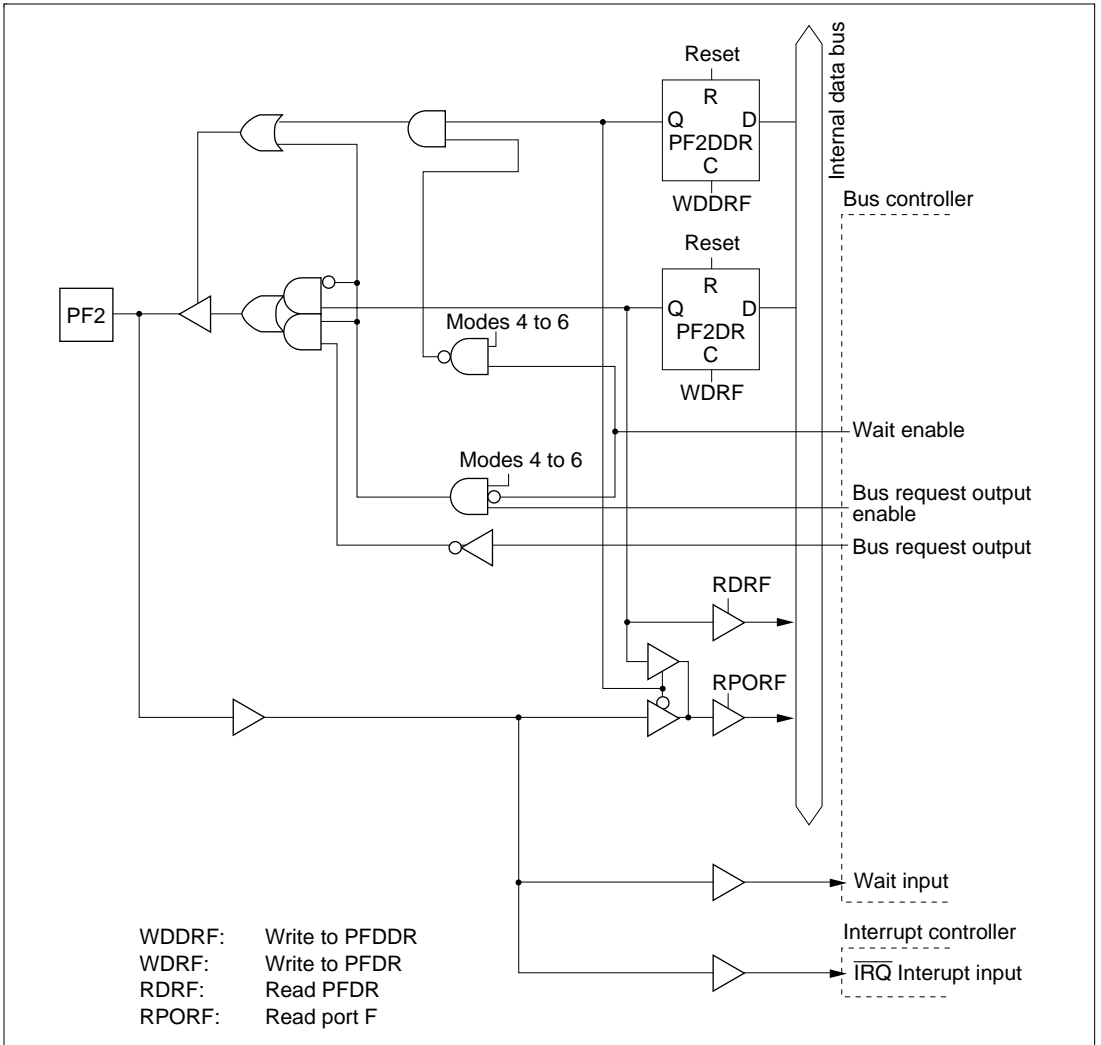 Reset
R
Q D
PF2DDR
C
WDDRF
Internal data bus
Bus controller
Reset
R
Q D
PF2DR
C
WDRF
PF2
Modes 4 to 6
Wait enable
Modes 4 to 6
Bus request output
enable
Bus request output
RDRF
RPORF
Wait input
Interrupt controller
I̅R̅Q̅ Interupt input
WDDRF: Write to PFDDR
WDRF: Write to PFDR
RDRF: Read PFDR
RPORF: Read port F